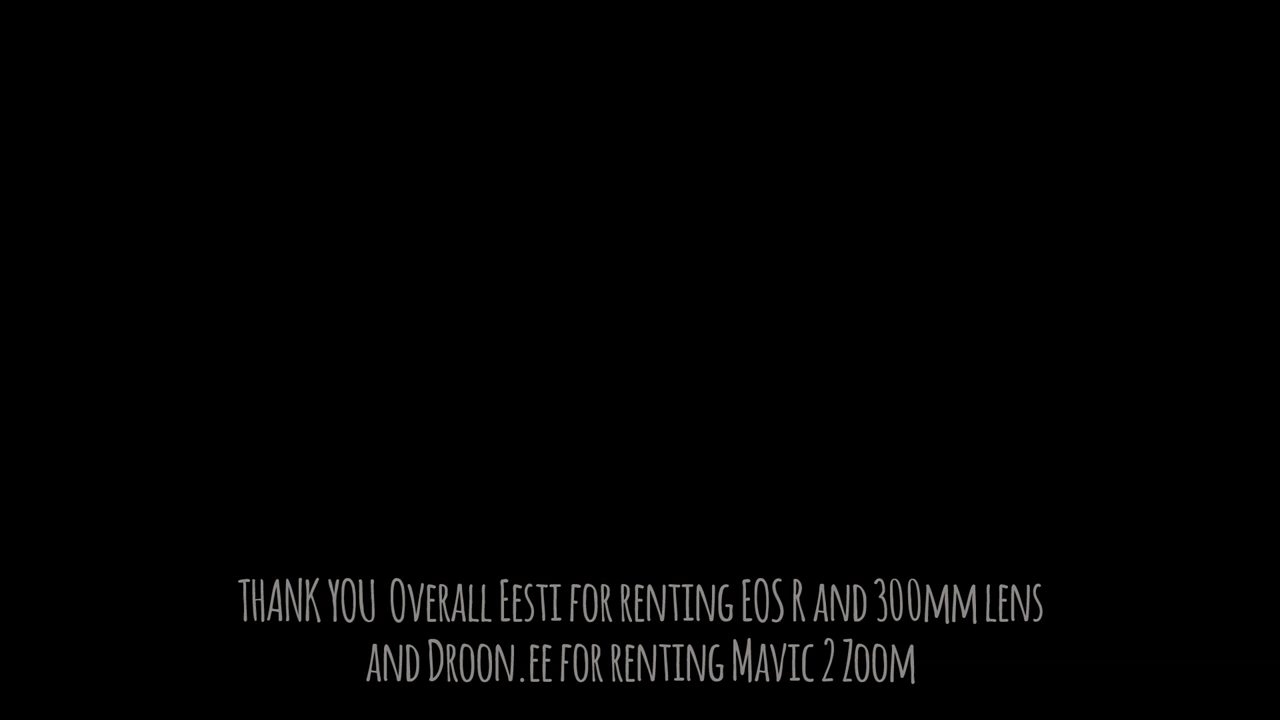 THANK YOU Overall Eesti for renting EOS R and 300mm lens
and Droon.ee for renting Mavic 2 Zoom